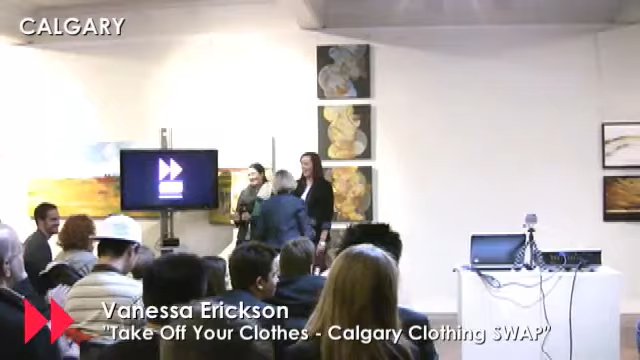 CALGARY
Vanessa Erickson
"Take Off Your Clothes - Calgary Clothing SWAP"